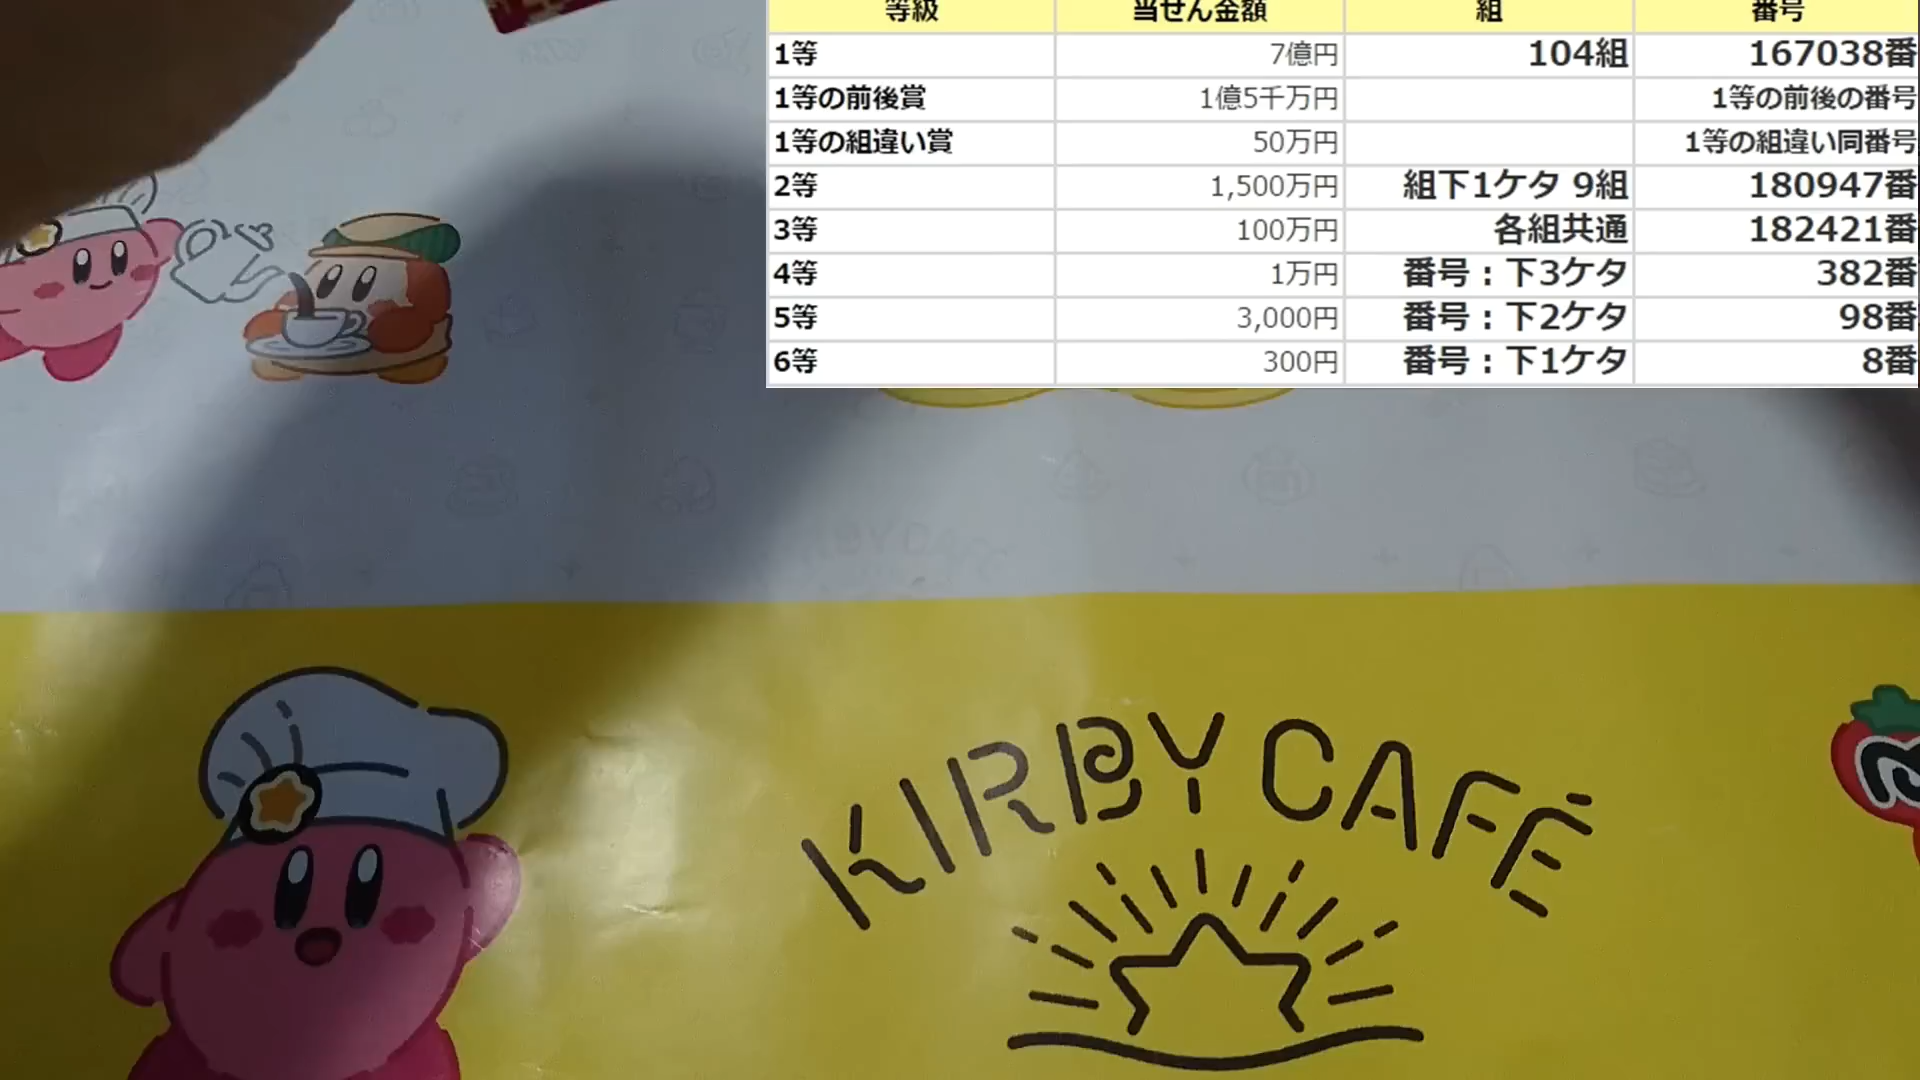 等級 当せん金額 組 番号
1等 7億円 104組 167038番
1等の前後賞 1億5千万円 1等の前後の番号
1等の組違い賞 50万円 1等の組違い同番号
2等 1,500万円 組下1ケタ 9組 180947番
3等 100万円 各組共通 182421番
4等 1万円 番号：下3ケタ 382番
5等 3,000円 番号：下2ケタ 98番
6等 300円 番号：下1ケタ 8番
KIRBY CAFÉ